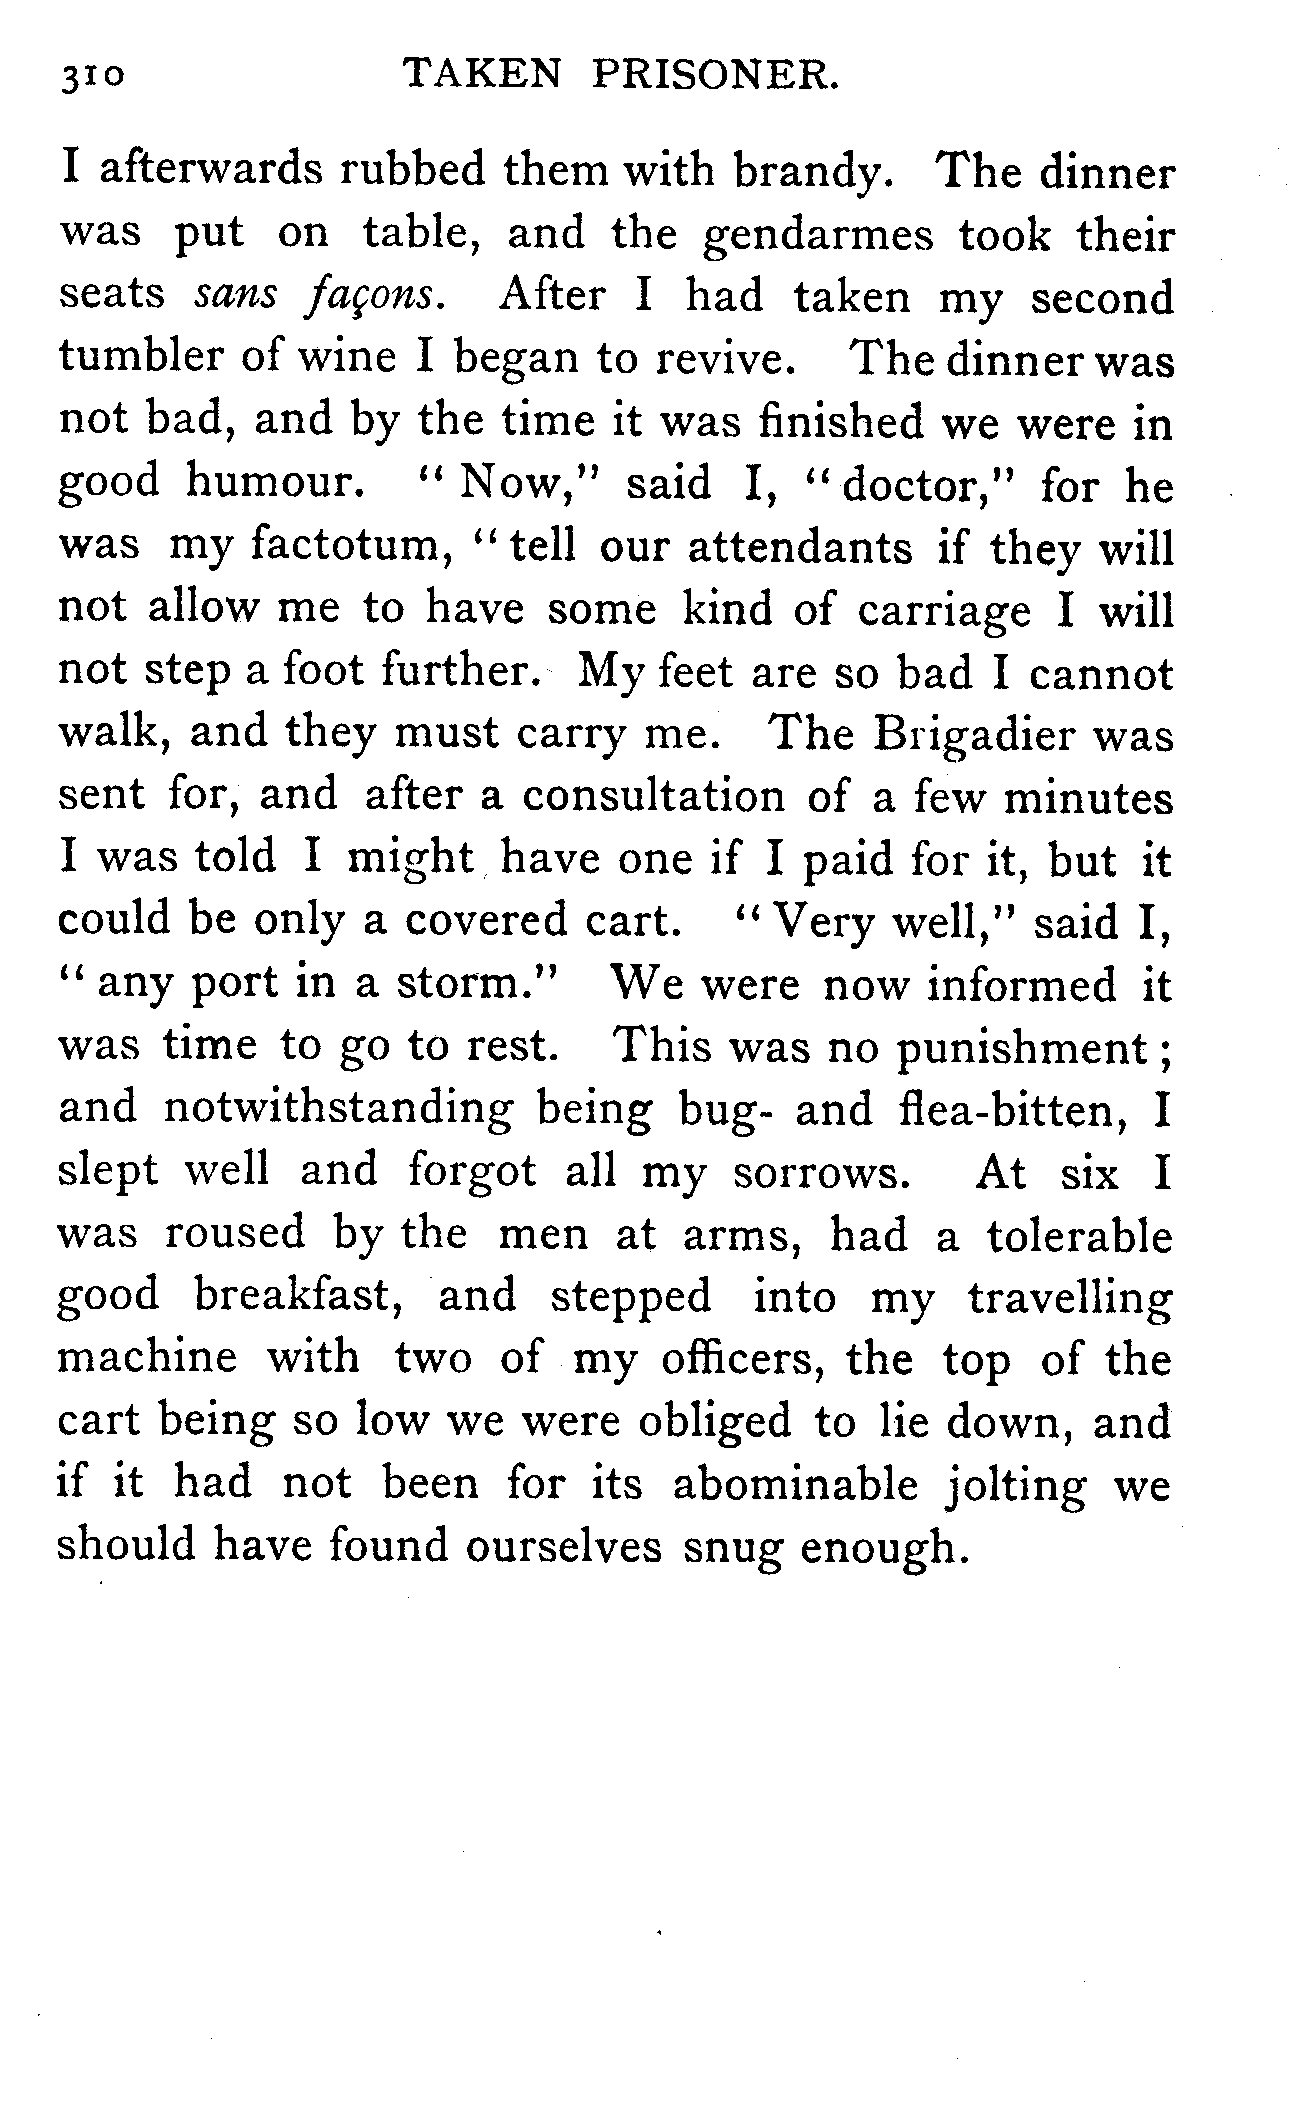 310 TAKEN PRISONER.
I afterwards rubbed them with brandy. The dinner
was put on table, and the gendarmes took their
seats sans façons. After I had taken my second
tumbler of wine I began to revive. The dinner was
not bad, and by the time it was finished we were in
good humour. “ Now,” said I, “ doctor,” for he
was my factotum, “ tell our attendants if they will
not allow me to have some kind of carriage I will
not step a foot further. My feet are so bad I cannot
walk, and they must carry me. The Brigadier was
sent for, and after a consultation of a few minutes
I was told I might have one if I paid for it, but it
could be only a covered cart. “ Very well,” said I,
“ any port in a storm.” We were now informed it
was time to go to rest. This was no punishment ;
and notwithstanding being bug- and flea-bitten, I
slept well and forgot all my sorrows. At six I
was roused by the men at arms, had a tolerable
good breakfast, and stepped into my travelling
machine with two of my officers, the top of the
cart being so low we were obliged to lie down, and
if it had not been for its abominable jolting we
should have found ourselves snug enough.